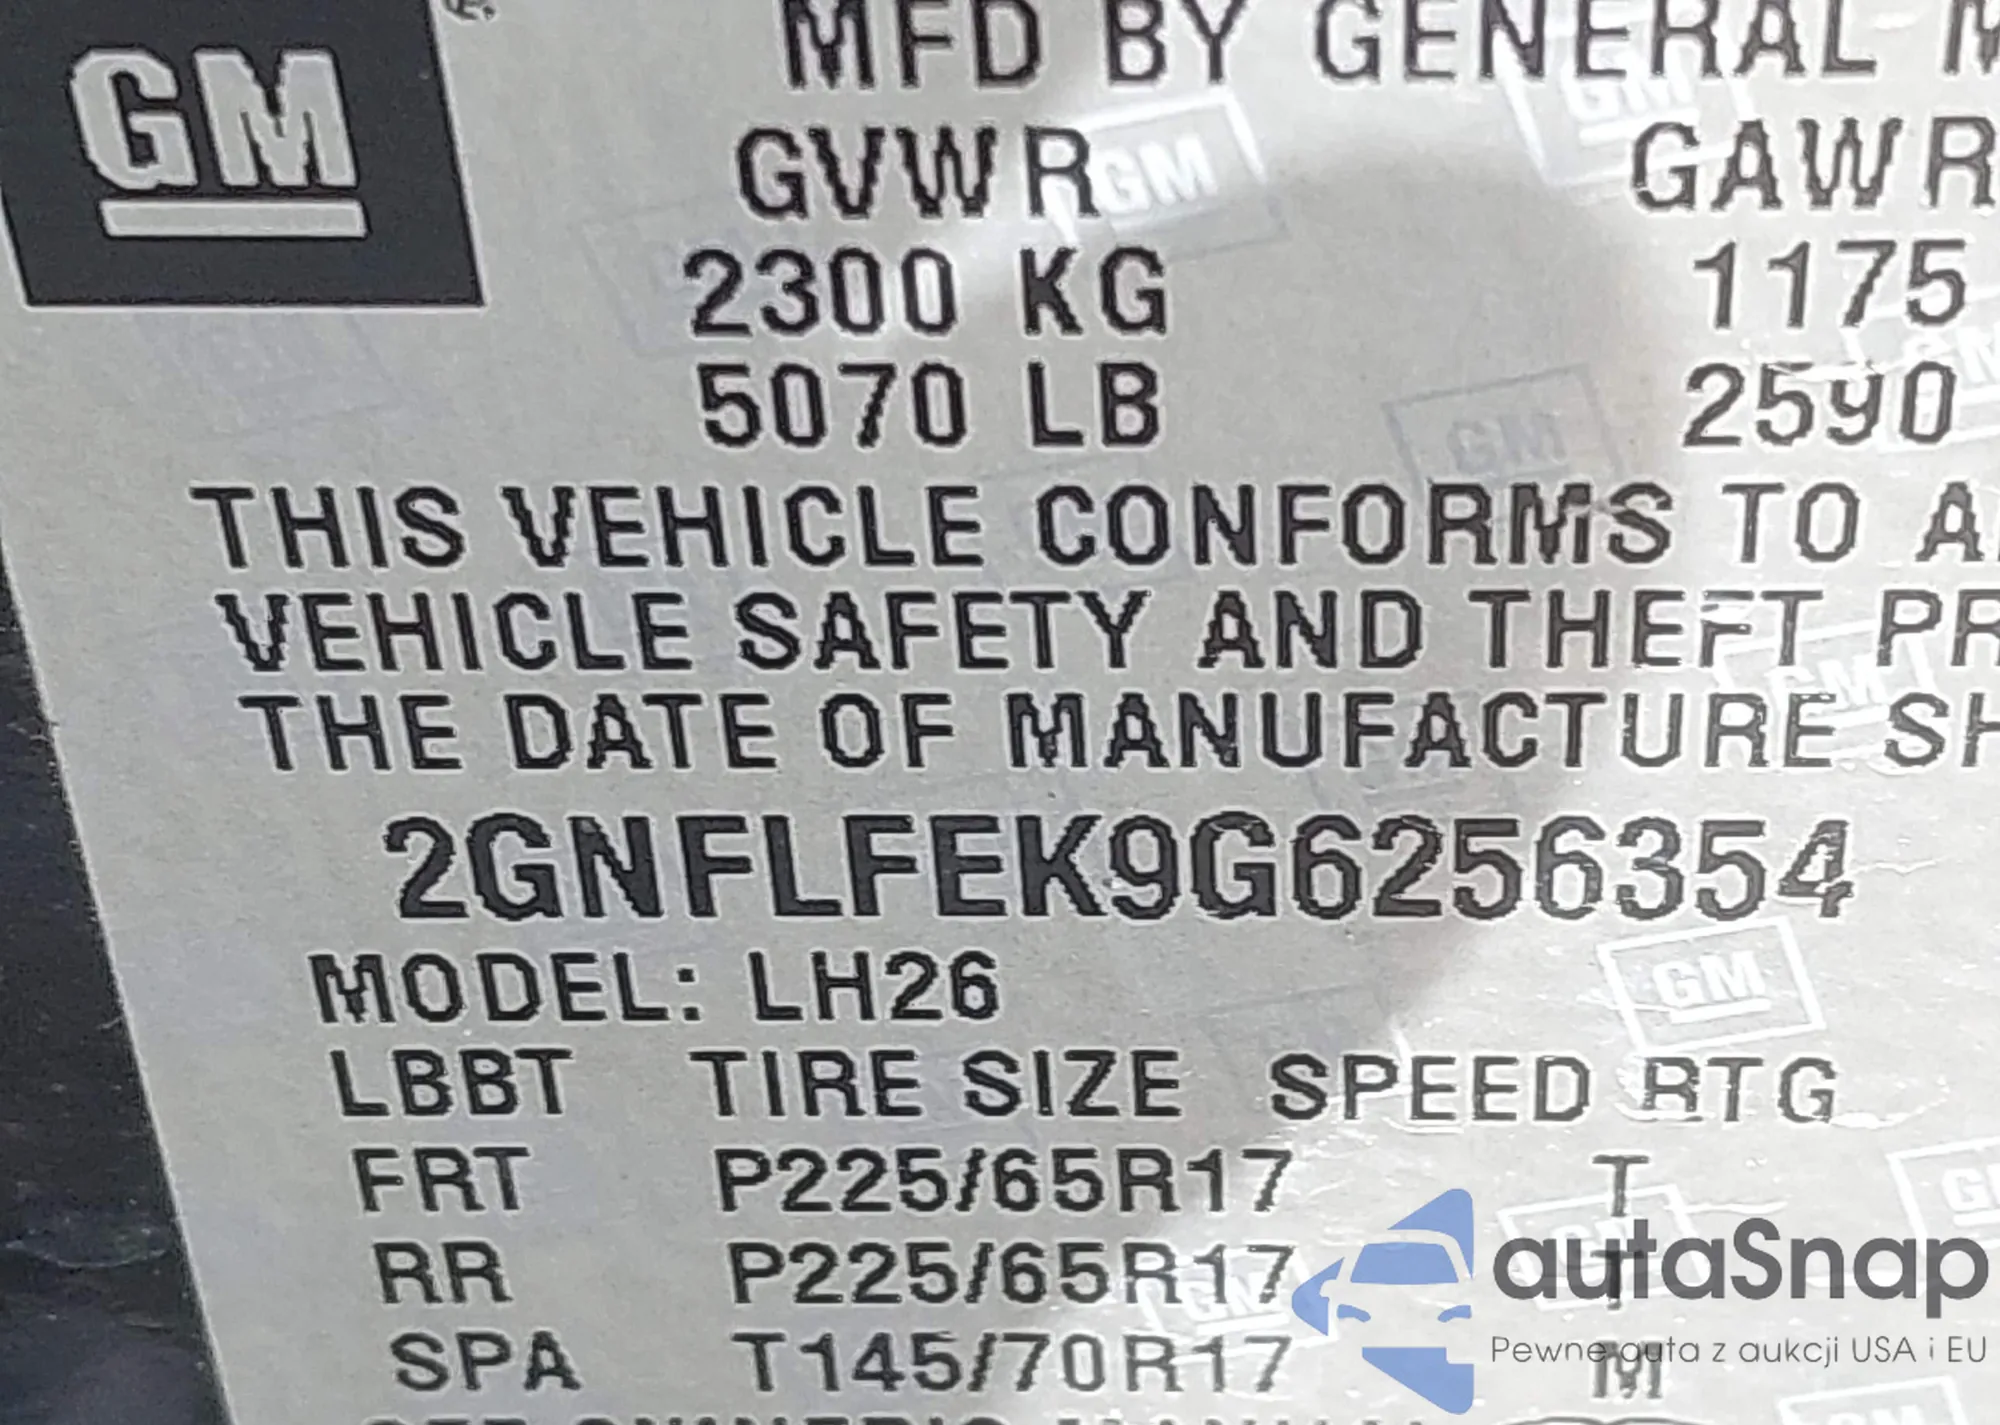 GM
MFD BY GENERAL
GVWR GAWR
2300 KG 1175
5070 LB 2590
THIS VEHICLE CONFORMS TO
VEHICLE SAFETY AND THEFT
THE DATE OF MANUFACTURE
2GNFLFEK9G6256354
MODEL: LH26
LBBT TIRE SIZE SPEED RTG
FRT P225/65R17 T
RR P225/65R17 T
SPA T145/70R17 M
autaSnap
Pewne auta z aukcji USA i EU